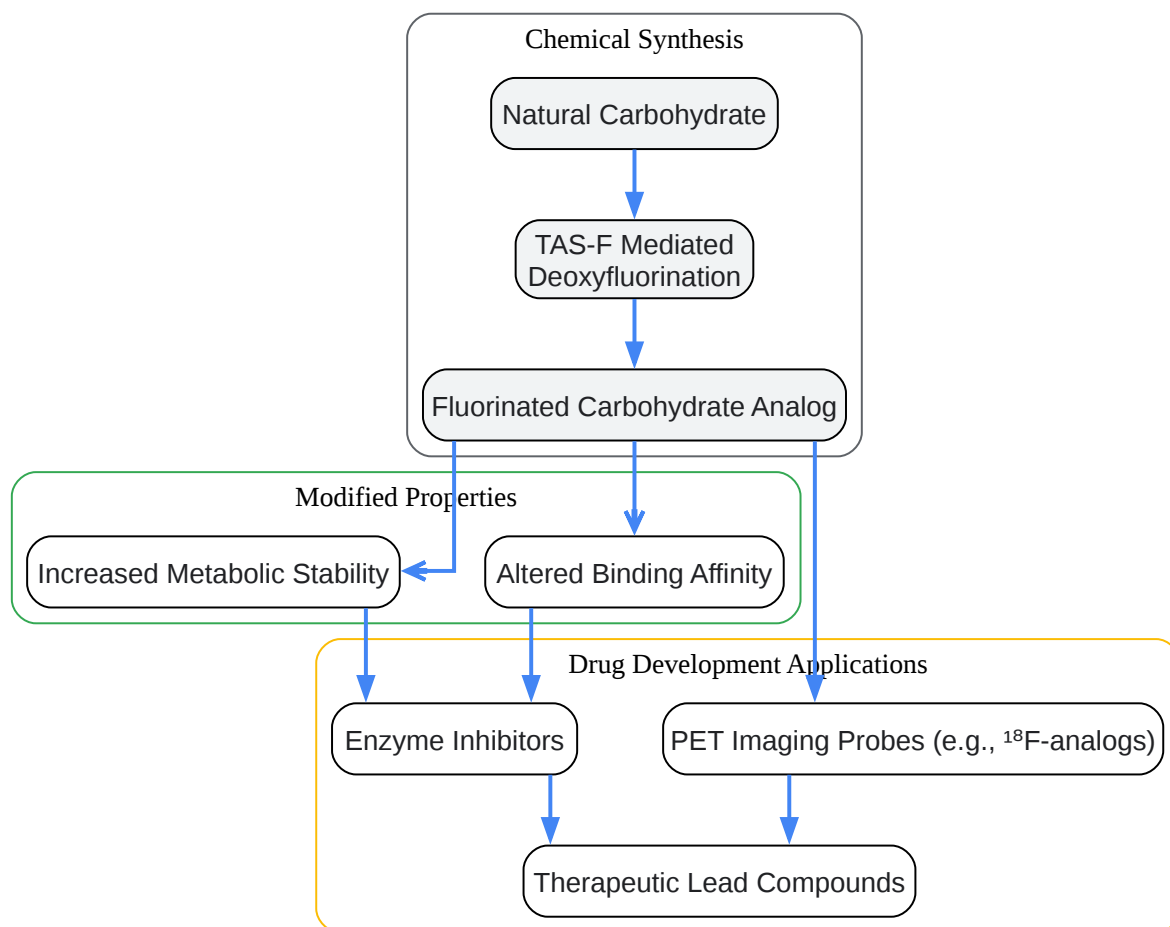 Chemical Synthesis
Natural Carbohydrate
TAS-F Mediated
Deoxyfluorination
Fluorinated Carbohydrate Analog
Modified Properties
Increased Metabolic Stability
Altered Binding Affinity
Drug Development Applications
Enzyme Inhibitors
PET Imaging Probes (e.g., ¹⁸F-analogs)
Therapeutic Lead Compounds